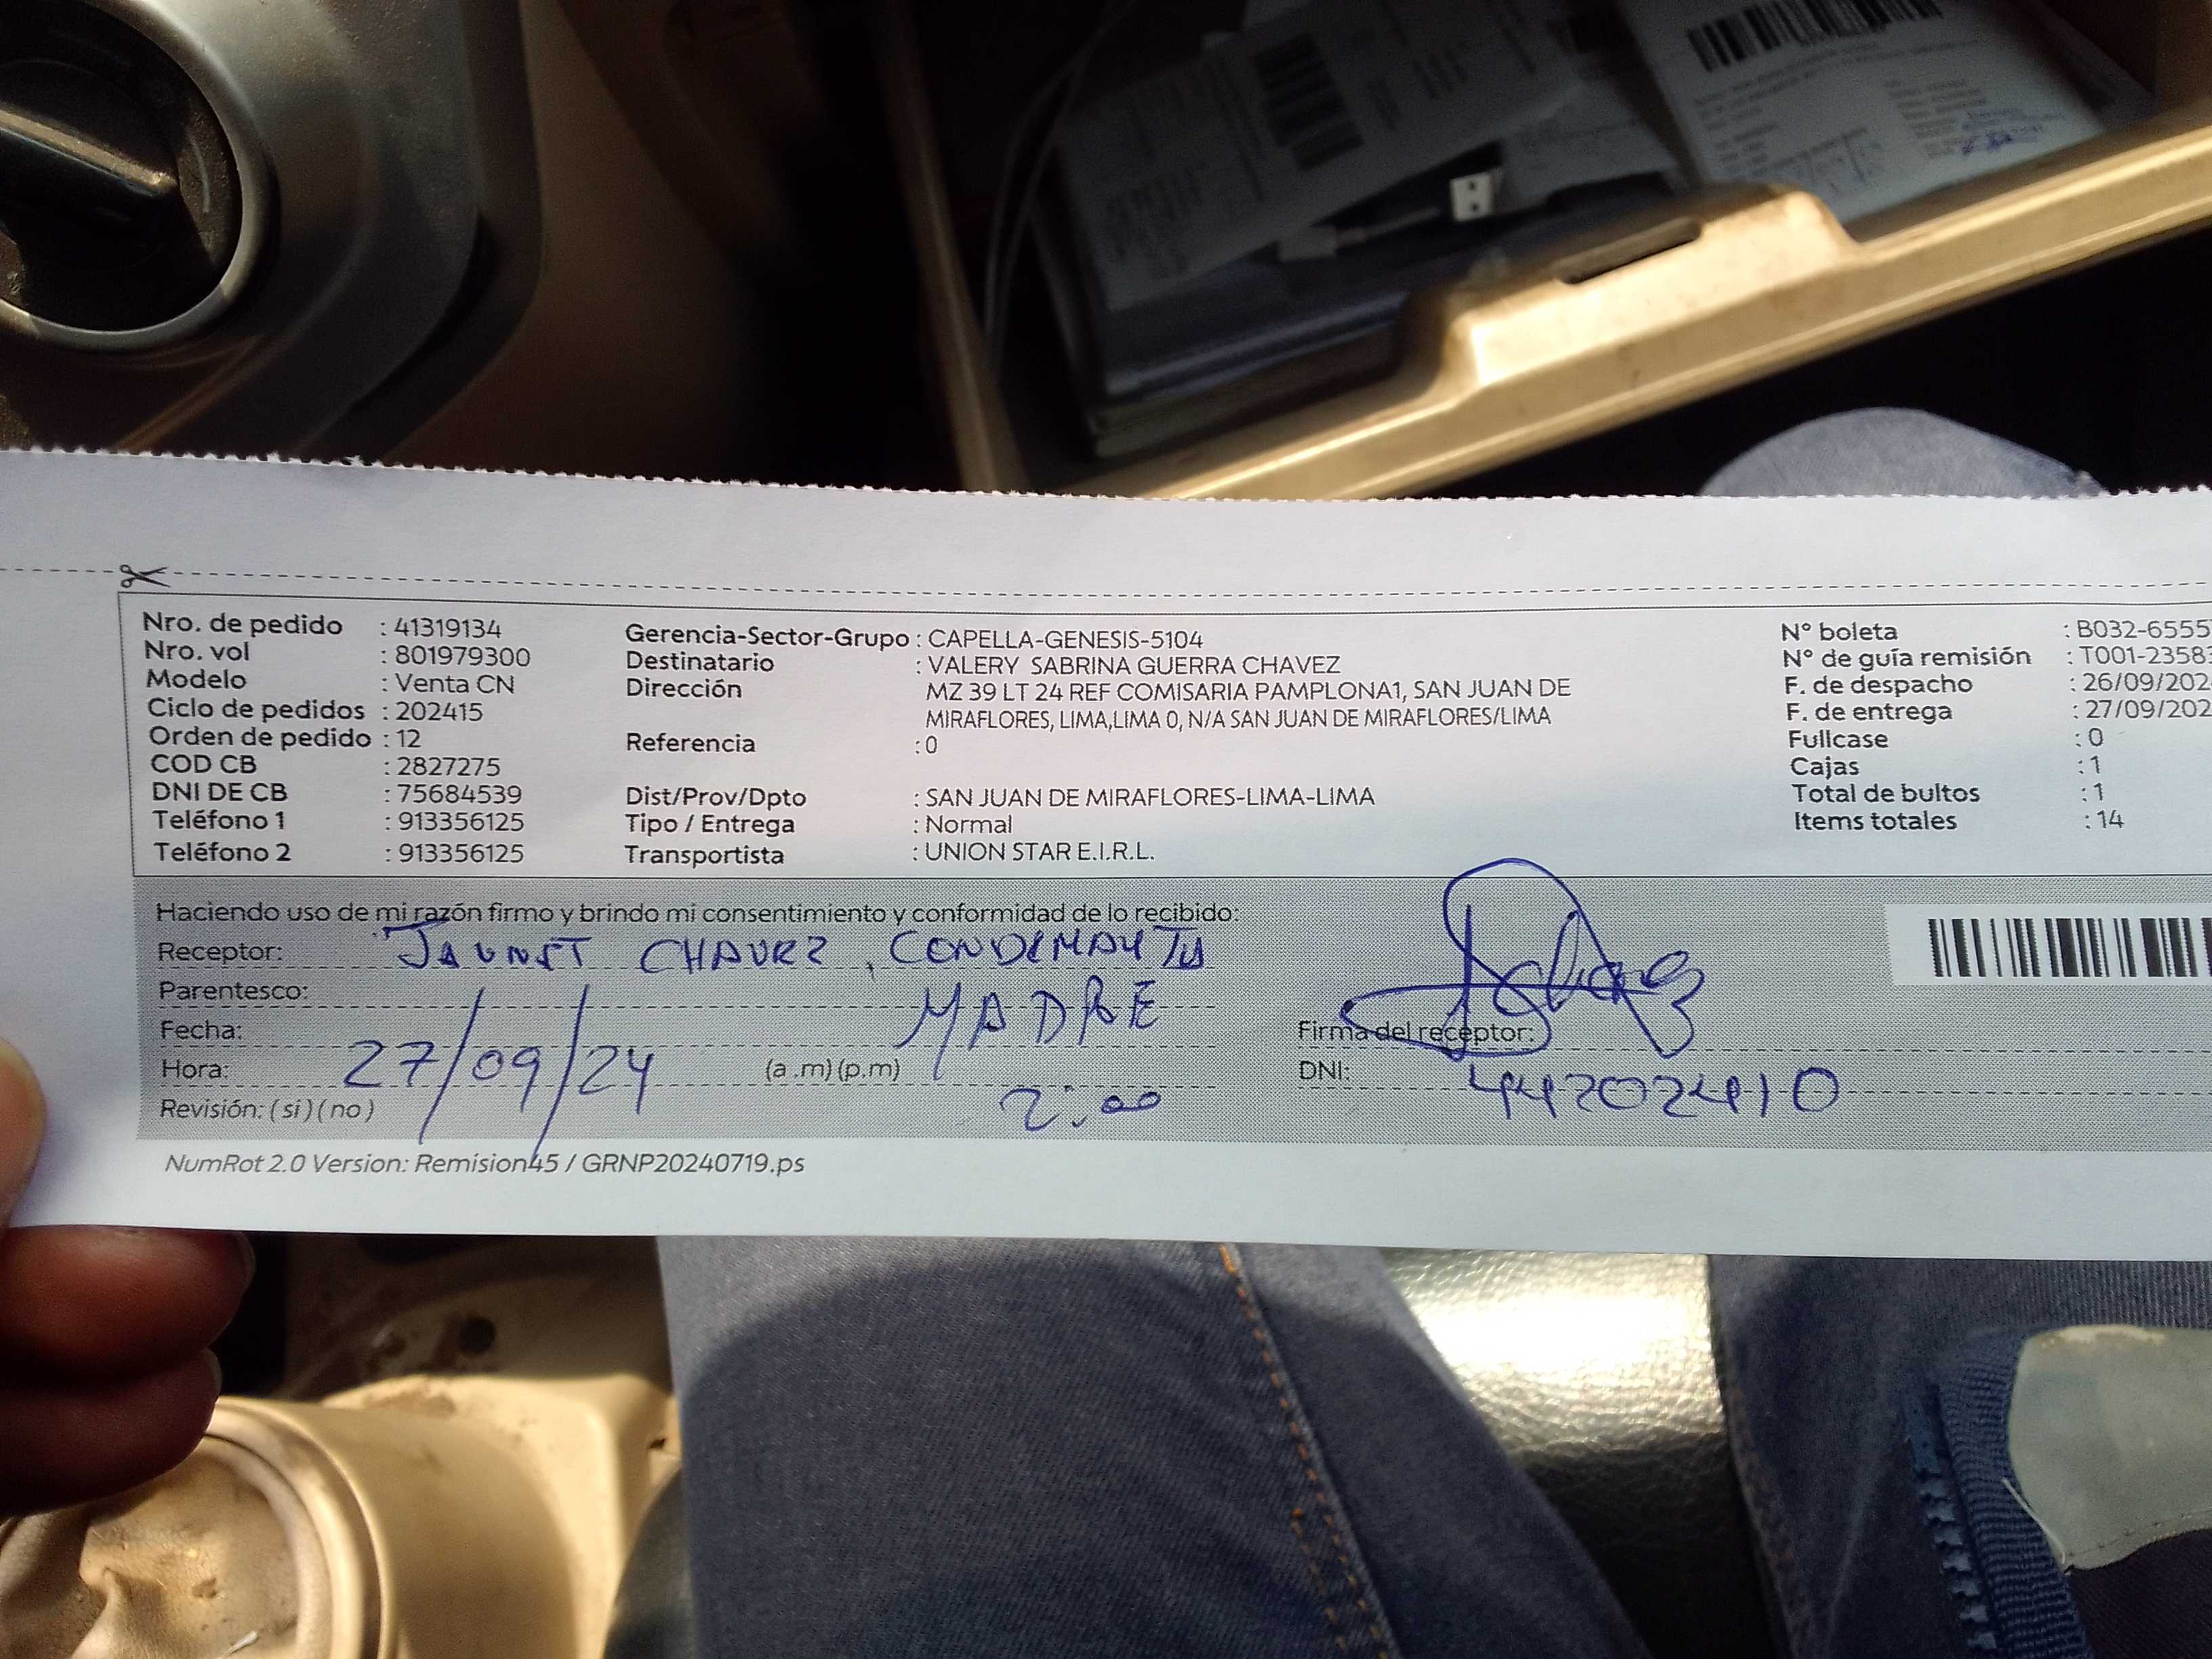 Nro. de pedido : 41319134
Nro. vol : 801979300
Modelo : Venta CN
Ciclo de pedidos : 202415
Orden de pedido : 12
COD CB : 2827275
DNI DE CB : 75684539
Teléfono 1 : 913356125
Teléfono 2 : 913356125
Gerencia-Sector-Grupo : CAPELLA-GENESIS-5104
Destinatario : VALERY SABRINA GUERRA CHAVEZ
Dirección MZ 39 LT 24 REF COMISARIA PAMPLONA1, SAN JUAN DE
MIRAFLORES, LIMA,LIMA 0, N/A SAN JUAN DE MIRAFLORES/LIMA
Referencia : 0
Dist/Prov/Dpto : SAN JUAN DE MIRAFLORES-LIMA-LIMA
Tipo / Entrega : Normal
Transportista : UNION STAR E.I.R.L.
N° boleta : B032-6555
N° de guía remisión : T001-2358
F. de despacho : 26/09/202
F. de entrega : 27/09/202
Fullcase : 0
Cajas : 1
Total de bultos : 1
Items totales : 14
Haciendo uso de mi razón firmo y brindo mi consentimiento y conformidad de lo recibido:
Receptor: CHAVEZ
Parentesco: MADRE
Fecha: 27/09/24
Hora: (a.m) (p.m) 2:00
Revisión: ( si ) ( no )
Firma del receptor:
DNI: 44202410
NumRot 2.0 Version: Remision45 / GRNP20240719.ps